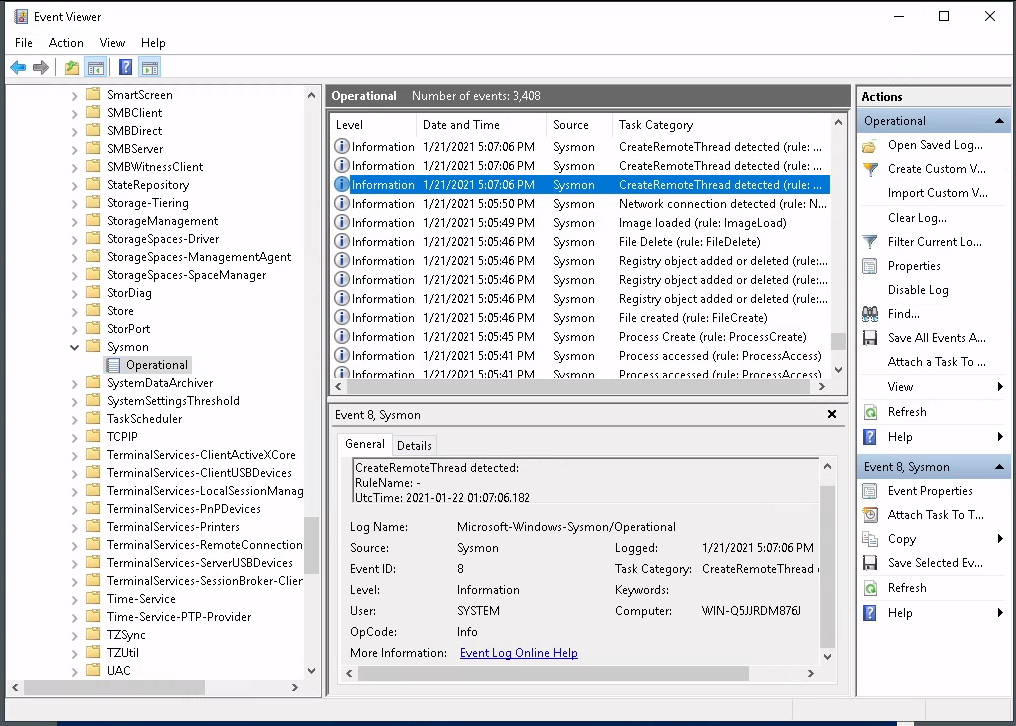 Event Viewer
File Action View Help
SmartScreen
SMBClient
SMBDirect
SMBServer
SMBWitnessClient
StateRepository
Storage-Tiering
StorageManagement
StorageSpaces-Driver
StorageSpaces-ManagementAgent
StorageSpaces-SpaceManager
StorDiag
Store
StorPort
Sysmon
Operational
SystemDataArchiver
SystemSettingsThreshold
TaskScheduler
TCPIP
TerminalServices-ClientActiveXCore
TerminalServices-ClientUSBDevices
TerminalServices-LocalSessionManag
TerminalServices-PnPDevices
TerminalServices-Printers
TerminalServices-RemoteConnection
TerminalServices-ServerUSBDevices
TerminalServices-SessionBroker-Clier
Time-Service
Time-Service-PTP-Provider
TZSync
TZUtil
UAC
Operational Number of events: 3,408
Level Date and Time Source Task Category
Information 1/21/2021 5:07:06 PM Sysmon CreateRemoteThread detected (rule: ...
Information 1/21/2021 5:07:06 PM Sysmon CreateRemoteThread detected (rule: ...
Information 1/21/2021 5:07:06 PM Sysmon CreateRemoteThread detected (rule: ...
Information 1/21/2021 5:05:50 PM Sysmon Network connection detected (rule: N...
Information 1/21/2021 5:05:49 PM Sysmon Image loaded (rule: ImageLoad)
Information 1/21/2021 5:05:46 PM Sysmon File Delete (rule: FileDelete)
Information 1/21/2021 5:05:46 PM Sysmon Registry object added or deleted (rule:...
Information 1/21/2021 5:05:46 PM Sysmon Registry object added or deleted (rule:...
Information 1/21/2021 5:05:46 PM Sysmon Registry object added or deleted (rule:...
Information 1/21/2021 5:05:46 PM Sysmon File created (rule: FileCreate)
Information 1/21/2021 5:05:45 PM Sysmon Process Create (rule: ProcessCreate)
Information 1/21/2021 5:05:41 PM Sysmon Process accessed (rule: ProcessAccess)
Information 1/21/2021 5:05:41 PM Sysmon Process accessed (rule: ProcessAccess)
Event 8, Sysmon
General Details
CreateRemoteThread detected:
RuleName: -
UtcTime: 2021-01-22 01:07:06.182
Log Name: Microsoft-Windows-Sysmon/Operational
Source: Sysmon Logged: 1/21/2021 5:07:06 PM
Event ID: 8 Task Category: CreateRemoteThread
Level: Information Keywords:
User: SYSTEM Computer: WIN-Q5JJRDM876J
OpCode: Info
More Information: Event Log Online Help
Actions
Operational
Open Saved Log...
Create Custom V...
Import Custom V...
Clear Log...
Filter Current Lo...
Properties
Disable Log
Find...
Save All Events A...
Attach a Task To ...
View
Refresh
Help
Event 8, Sysmon
Event Properties
Attach Task To T...
Copy
Save Selected Ev...
Refresh
Help